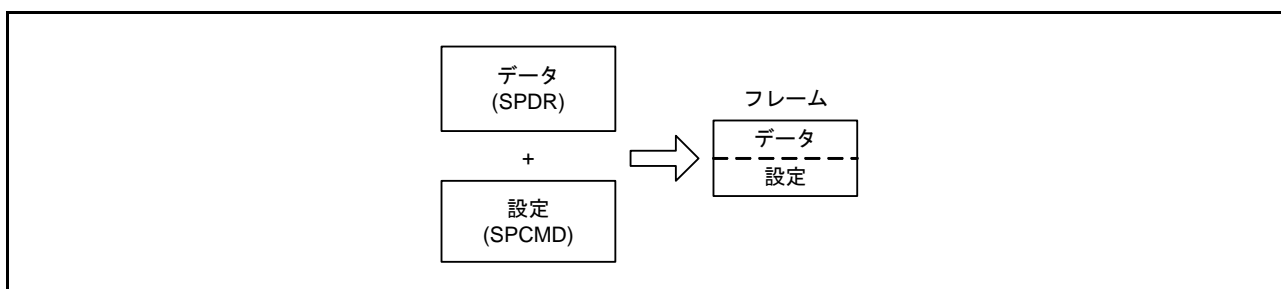 データ
(SPDR)
+
設定
(SPCMD)
フレーム
データ
設定